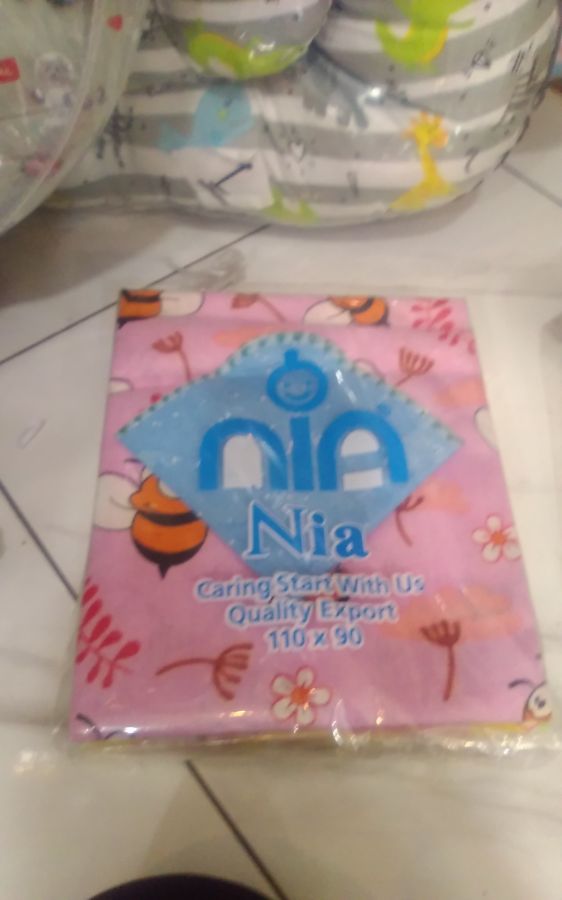 niA
Nia
Caring Start With Us
Quality Export
110 x 90